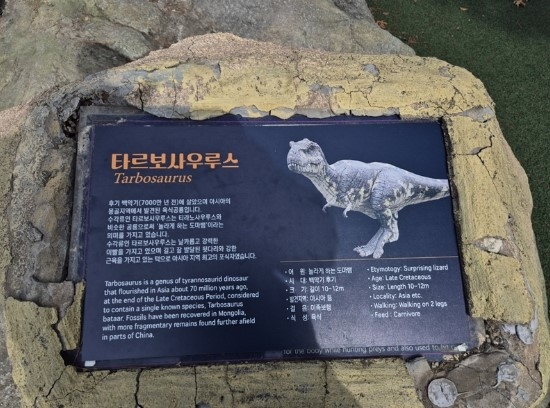 타르보사우루스
Tarbosaurus
후기 백악기(7000만 년 전)에 살았으며 아시아의
몽골지역에서 발견된 육식공룡입니다.
수각류인 타르보사우루스는 티라노사우루스와
비슷한 공룡으로써 '놀라게 하는 도마뱀'이라는
의미를 가지고 있습니다.
수각류인 타르보사우루스는 날카롭고 강력한
이빨을 가지고 있으며 길고 잘 발달된 뒷다리와 강한
근육을 가지고 있는 턱으로 아시아 지역 최고의 포식자였습니다.
Tarbosaurus is a genus of tyrannosaurid dinosaur
that flourished in Asia about 70 million years ago,
at the end of the Late Cretaceous Period, considered
to contain a single known species, Tarbosaurus
bataar. Fossils have been recovered in Mongolia,
with more fragmentary remains found further afield
in parts of China.
· 어 원: 놀라게 하는 도마뱀
· 시 대: 백악기 후기
· 크 기: 길이 10~12m
· 발견지역: 아시아 등
· 걸 음: 이족보행
· 식 성: 육식
· Etymotogy: Surprising lizard
· Age: Late Cretaceous
· Size: Length 10~12m
· Locality: Asia etc.
· Walking: Walking on 2 legs
· Feed : Carnivors
for the body while hunting preys and also used to